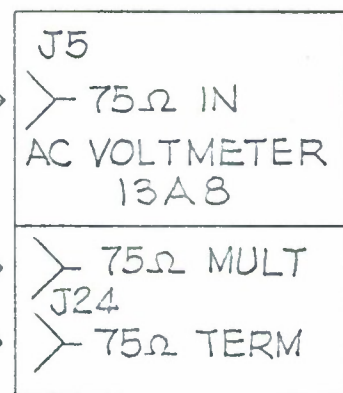 J5
75Ω IN
AC VOLTMETER
13A8
75Ω MULT
J24
75Ω TERM